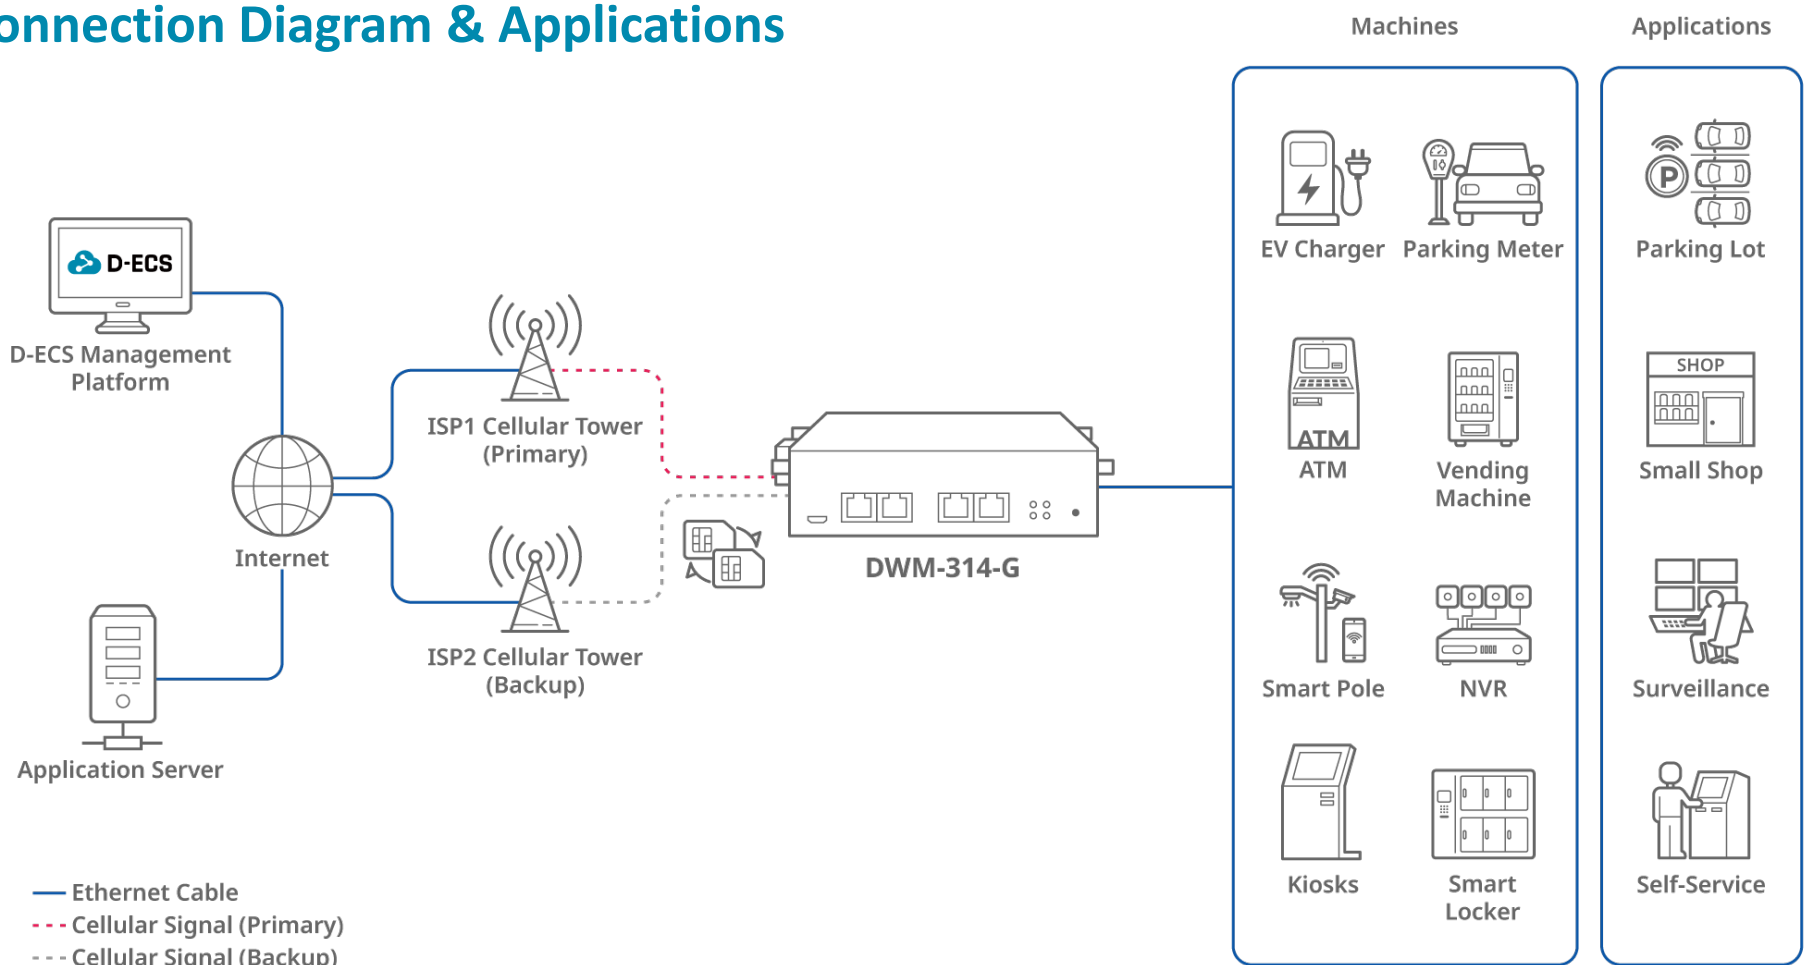 onnection Diagram & Applications
Machines
Applications
D-ECS
D-ECS Management
Platform
Internet
Application Server
ISP1 Cellular Tower
(Primary)
ISP2 Cellular Tower
(Backup)
DWM-314-G
EV Charger
Parking Meter
ATM
ATM
Vending
Machine
Smart Pole
NVR
Kiosks
Smart
Locker
P
Parking Lot
SHOP
Small Shop
Surveillance
Self-Service
Ethernet Cable
Cellular Signal (Primary)
Cellular Signal (Backup)